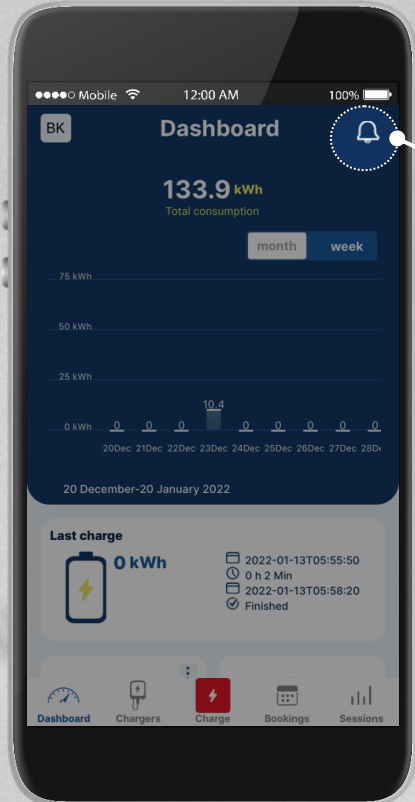 Mobile 12:00 AM 100%
BK Dashboard
133.9 kWh
Total consumption
month week
75 kWh
50 kWh
25 kWh
10.4
0 kWh 0 0 0 0 0 0 0 0
20Dec 21Dec 22Dec 23Dec 24Dec 25Dec 26Dec 27Dec 28D
20 December-20 January 2022
Last charge
0 kWh
2022-01-13T05:55:50
0 h 2 Min
2022-01-13T05:58:20
Finished
Dashboard Chargers Charge Bookings Sessions